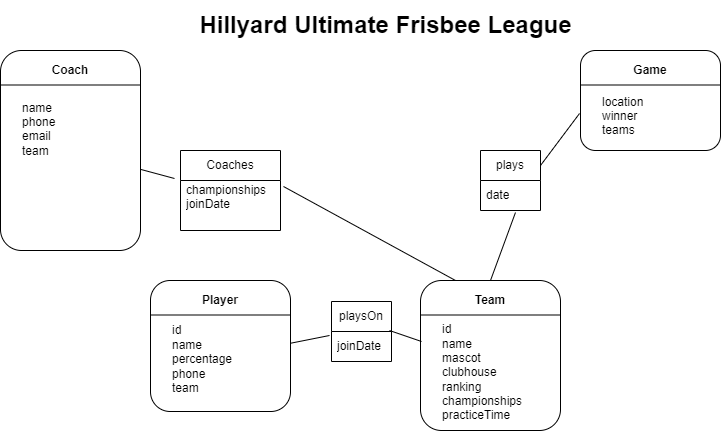 Hillyard Ultimate Frisbee League
Coach
name
phone
email
team
Game
location
winner
teams
Coaches
championships
joinDate
plays
date
Player
id
name
percentage
phone
team
playsOn
joinDate
Team
id
name
mascot
clubhouse
ranking
championships
practiceTime